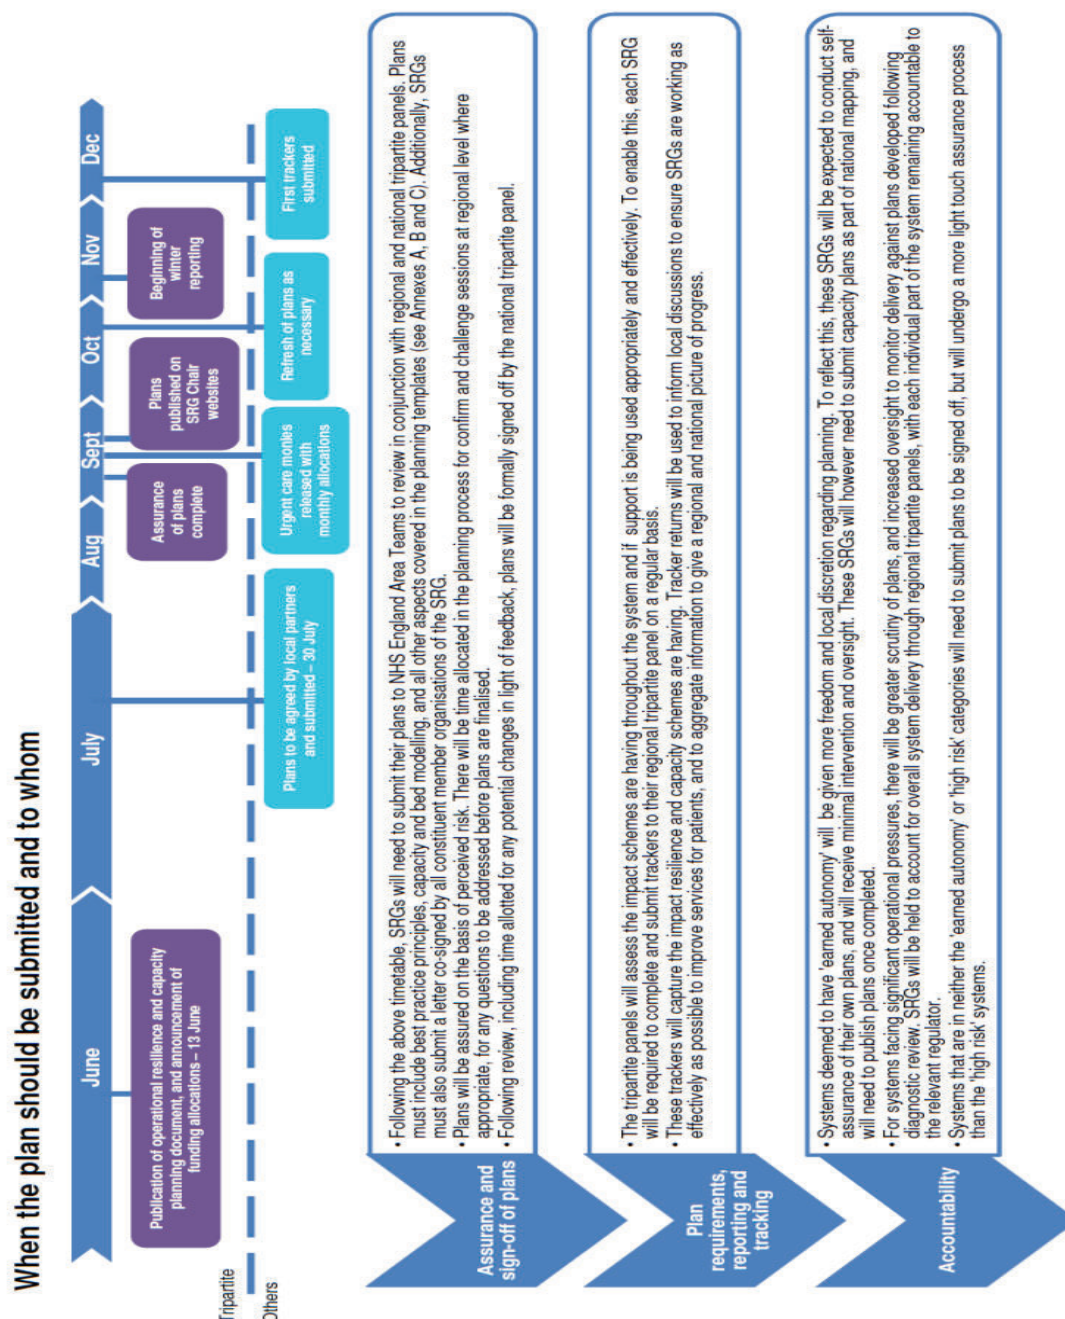 When the plan should be submitted and to whom
June
July
Aug
Sept
Oct
Nov
Dec
Publication of operational resilience and capacity
planning document, and announcement of
funding allocations – 13 June
Assurance
of plans
complete
Plans
published on
SRG Chair
websites
Beginning of
winter
reporting
Tripartite
Others
Plans to be agreed by local partners
and submitted – 30 July
Urgent care monies
released with
monthly allocations
Refresh of plans as
necessary
First trackers
submitted
Assurance and
sign-off of plans
• Following the above timetable, SRGs will need to submit their plans to NHS England Area Teams to review in conjunction with regional and national tripartite panels. Plans
must include best practice principles, capacity and bed modelling, and all other aspects covered in the planning templates (see Annexes A, B and C). Additionally, SRGs
must also submit a letter co-signed by all constituent member organisations of the SRG.
• Plans will be assured on the basis of perceived risk. There will be time allocated in the planning process for confirm and challenge sessions at regional level where
appropriate, for any questions to be addressed before plans are finalised.
• Following review, including time allotted for any potential changes in light of feedback, plans will be formally signed off by the national tripartite panel.
Plan
requirements,
reporting and
tracking
• The tripartite panels will assess the impact schemes are having throughout the system and if support is being used appropriately and effectively. To enable this, each SRG
will be required to complete and submit trackers to their regional tripartite panel on a regular basis.
• These trackers will capture the impact resilience and capacity schemes are having. Tracker returns will be used to inform local discussions to ensure SRGs are working as
effectively as possible to improve services for patients, and to aggregate information to give a regional and national picture of progress.
Accountability
• Systems deemed to have 'earned autonomy' will be given more freedom and local discretion regarding planning. To reflect this, these SRGs will be expected to conduct self-
assurance of their own plans, and will receive minimal intervention and oversight. These SRGs will however need to submit capacity plans as part of national mapping, and
will need to publish plans once completed.
• For systems facing significant operational pressures, there will be greater scrutiny of plans, and increased oversight to monitor delivery against plans developed following
diagnostic review. SRGs will be held to account for overall system delivery through regional tripartite panels, with each individual part of the system remaining accountable to
the relevant regulator.
• Systems that are in neither the 'earned autonomy' or 'high risk' categories will need to submit plans to be signed off, but will undergo a more light touch assurance process
than the 'high risk' systems.